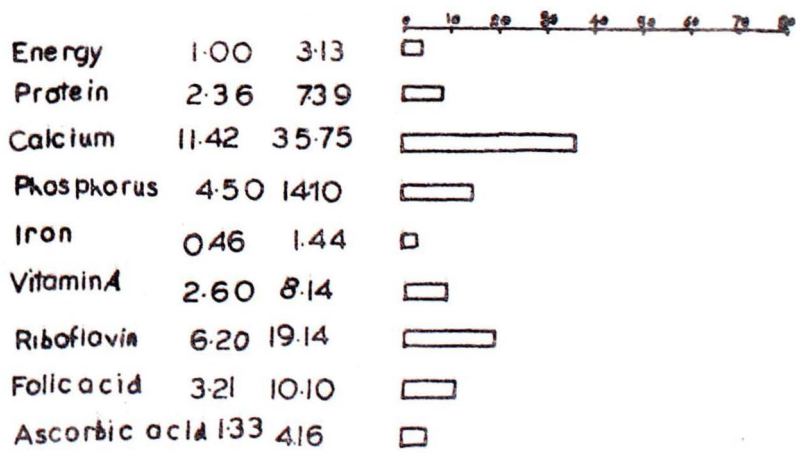 0 10 20 30 40 50 60 70 80
Energy 1.00 3.13
Protein 2.36 7.39
Calcium 11.42 35.75
Phosphorus 4.50 14.10
Iron 0.46 1.44
Vitamin A 2.60 8.14
Riboflavin 6.20 19.14
Folic acid 3.21 10.10
Ascorbic acid 1.33 4.16